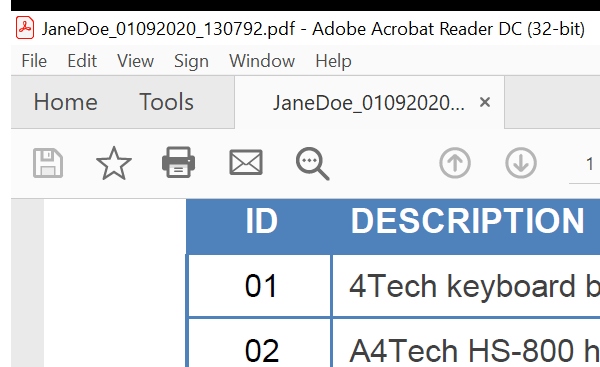 JaneDoe_01092020_130792.pdf - Adobe Acrobat Reader DC (32-bit)
File Edit View Sign Window Help
Home Tools JaneDoe_01092020... ×
1
ID DESCRIPTION
01 4Tech keyboard b
02 A4Tech HS-800 h